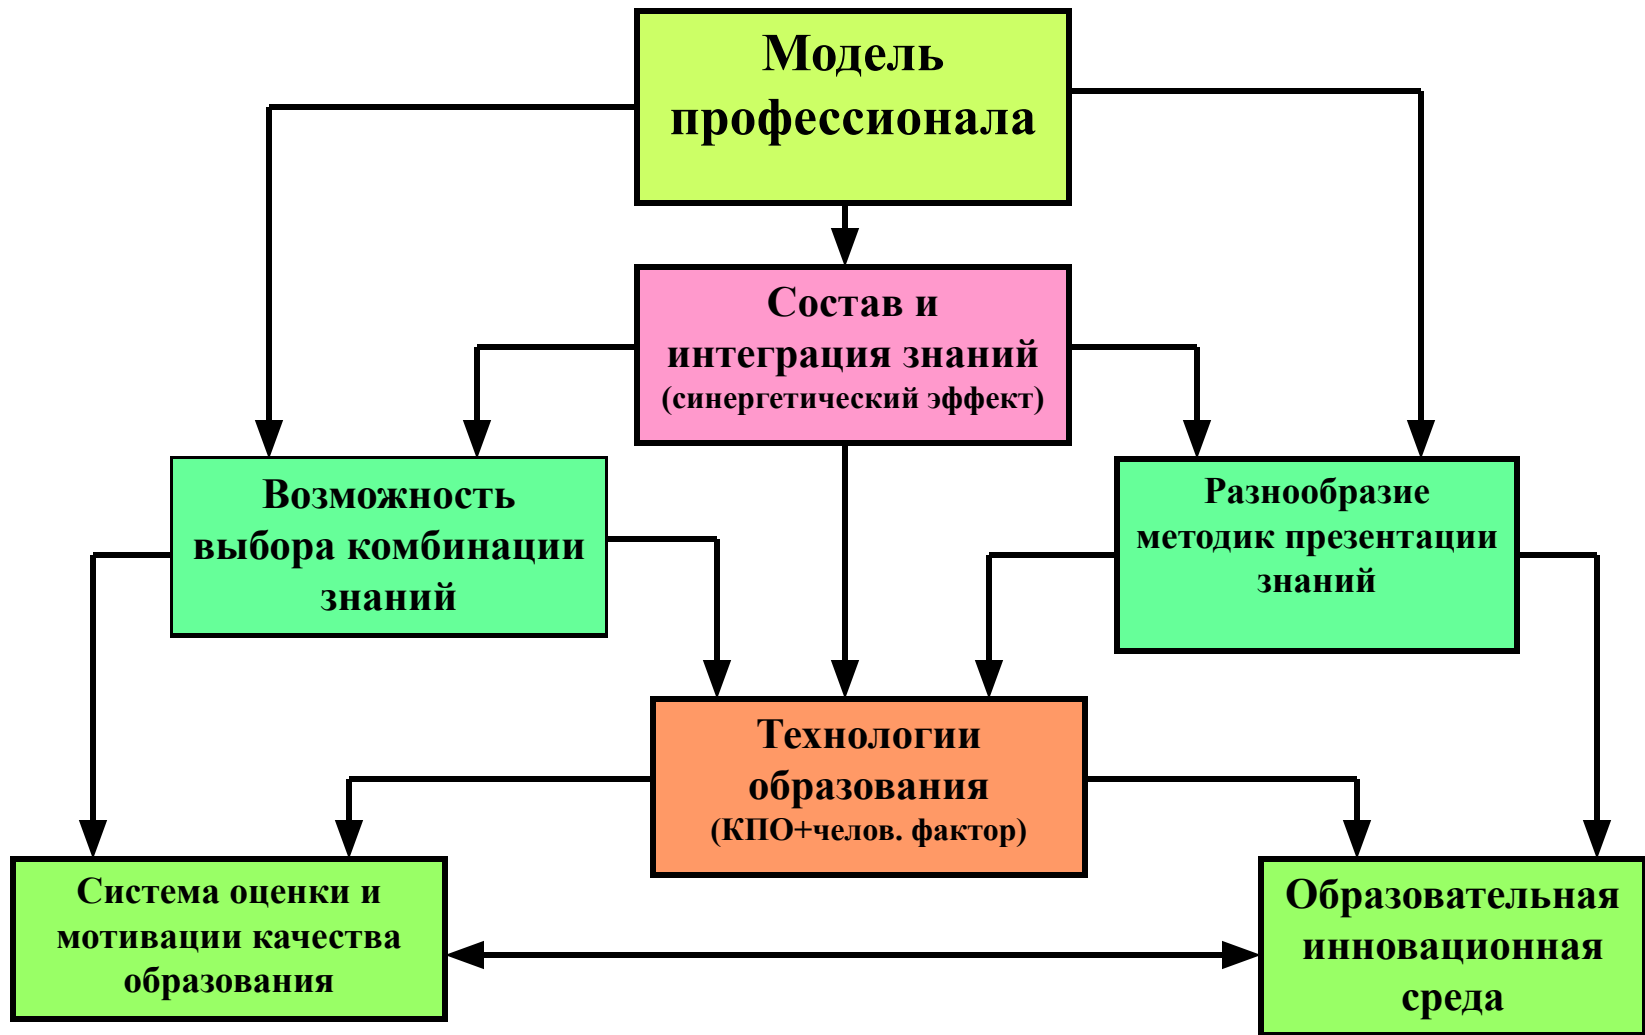 Модель
профессионала
Состав и
интеграция знаний
(синергетический эффект)
Возможность
выбора комбинации
знаний
Разнообразие
методик презентации
знаний
Технологии
образования
(КПО+челов. фактор)
Система оценки и
мотивации качества
образования
Образовательная
инновационная
среда